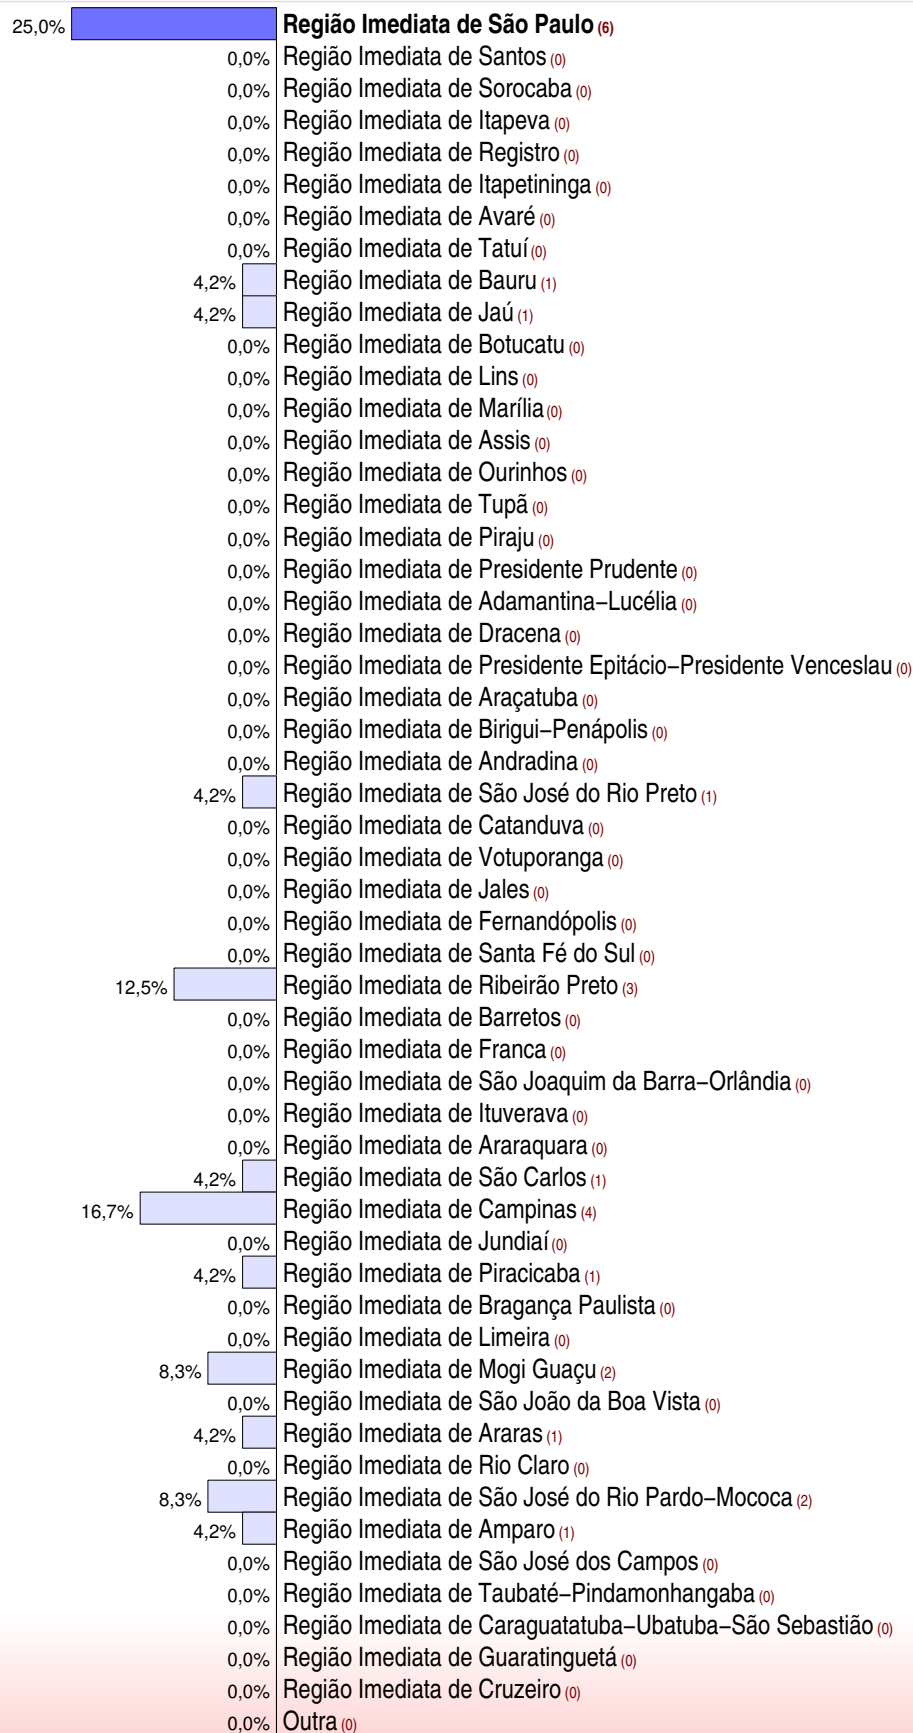 25,0% Região Imediata de São Paulo (6)
0,0% Região Imediata de Santos (0)
0,0% Região Imediata de Sorocaba (0)
0,0% Região Imediata de Itapeva (0)
0,0% Região Imediata de Registro (0)
0,0% Região Imediata de Itapetininga (0)
0,0% Região Imediata de Avaré (0)
0,0% Região Imediata de Tatuí (0)
4,2% Região Imediata de Bauru (1)
4,2% Região Imediata de Jaú (1)
0,0% Região Imediata de Botucatu (0)
0,0% Região Imediata de Lins (0)
0,0% Região Imediata de Marília (0)
0,0% Região Imediata de Assis (0)
0,0% Região Imediata de Ourinhos (0)
0,0% Região Imediata de Tupã (0)
0,0% Região Imediata de Piraju (0)
0,0% Região Imediata de Presidente Prudente (0)
0,0% Região Imediata de Adamantina−Lucélia (0)
0,0% Região Imediata de Dracena (0)
0,0% Região Imediata de Presidente Epitácio−Presidente Venceslau (0)
0,0% Região Imediata de Araçatuba (0)
0,0% Região Imediata de Birigui−Penápolis (0)
0,0% Região Imediata de Andradina (0)
4,2% Região Imediata de São José do Rio Preto (1)
0,0% Região Imediata de Catanduva (0)
0,0% Região Imediata de Votuporanga (0)
0,0% Região Imediata de Jales (0)
0,0% Região Imediata de Fernandópolis (0)
0,0% Região Imediata de Santa Fé do Sul (0)
12,5% Região Imediata de Ribeirão Preto (3)
0,0% Região Imediata de Barretos (0)
0,0% Região Imediata de Franca (0)
0,0% Região Imediata de São Joaquim da Barra−Orlândia (0)
0,0% Região Imediata de Ituverava (0)
0,0% Região Imediata de Araraquara (0)
4,2% Região Imediata de São Carlos (1)
16,7% Região Imediata de Campinas (4)
0,0% Região Imediata de Jundiaí (0)
4,2% Região Imediata de Piracicaba (1)
0,0% Região Imediata de Bragança Paulista (0)
0,0% Região Imediata de Limeira (0)
8,3% Região Imediata de Mogi Guaçu (2)
0,0% Região Imediata de São João da Boa Vista (0)
4,2% Região Imediata de Araras (1)
0,0% Região Imediata de Rio Claro (0)
8,3% Região Imediata de São José do Rio Pardo−Mococa (2)
4,2% Região Imediata de Amparo (1)
0,0% Região Imediata de São José dos Campos (0)
0,0% Região Imediata de Taubaté−Pindamonhangaba (0)
0,0% Região Imediata de Caraguatatuba−Ubatuba−São Sebastião (0)
0,0% Região Imediata de Guaratinguetá (0)
0,0% Região Imediata de Cruzeiro (0)
0,0% Outra (0)